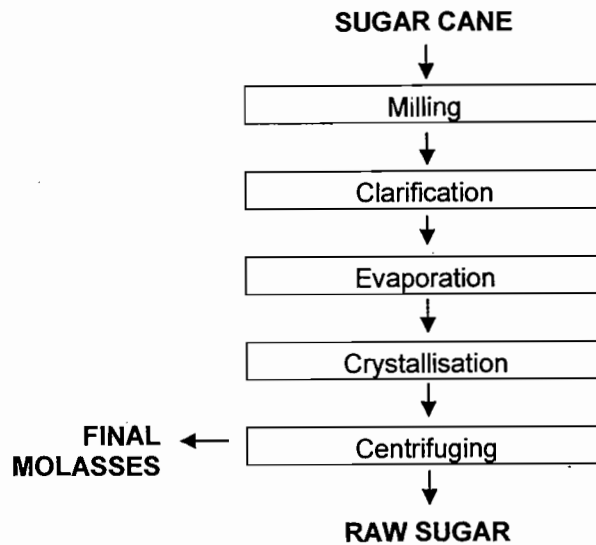 SUGAR CANE
Milling
Clarification
Evaporation
Crystallisation
Centrifuging
FINAL
MOLASSES
RAW SUGAR